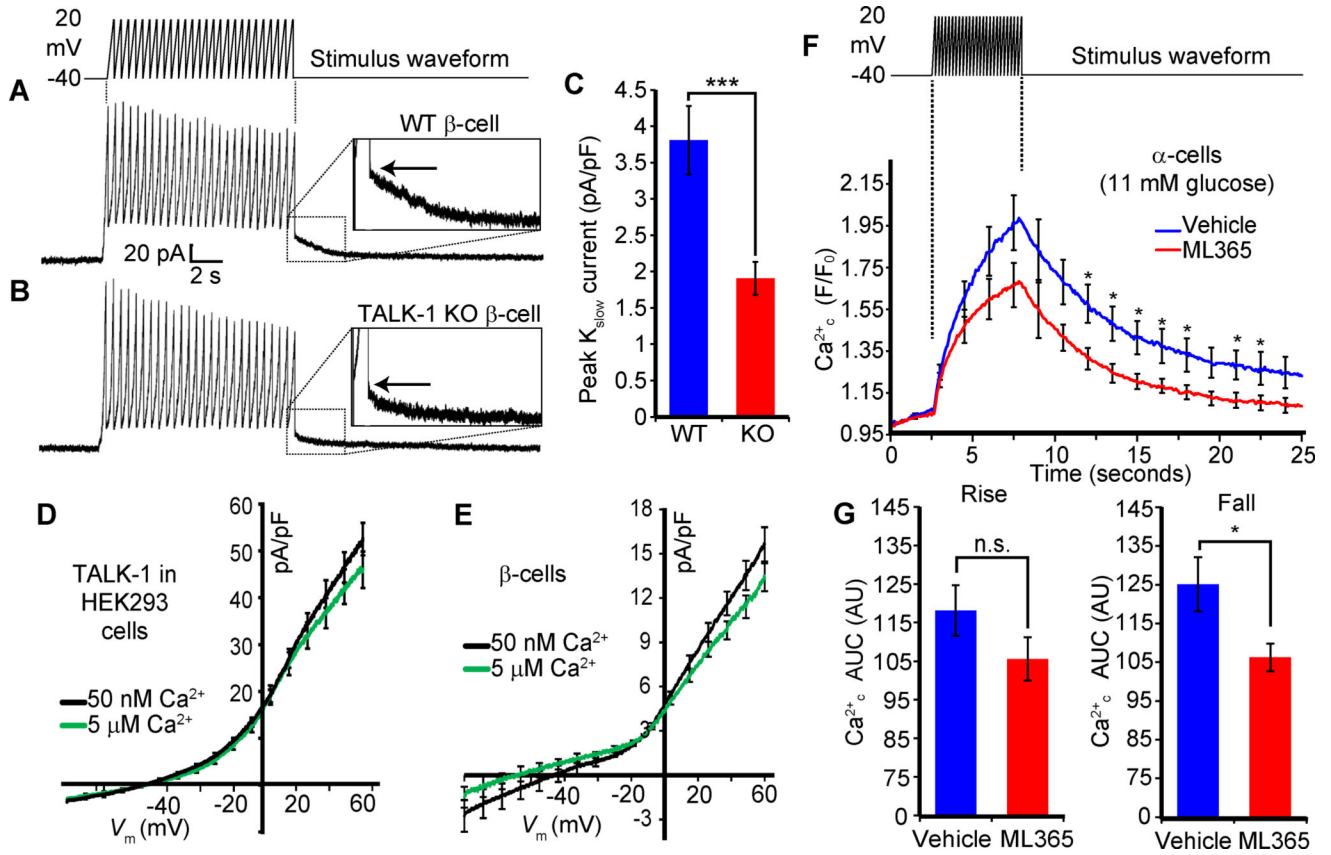 20
mV
-40
Stimulus waveform
A
WT β-cell
20 pA
2 s
B
TALK-1 KO β-cell
C
***
Peak Kslow current (pA/pF)
4.5
4
3.5
3
2.5
2
1.5
1
0.5
0
WT KO
D
TALK-1 in
HEK293
cells
50 nM Ca2+
5 μM Ca2+
pA/pF
60
50
40
30
20
-40 -20 20 40 60
Vm (mV)
E
β-cells
50 nM Ca2+
5 μM Ca2+
pA/pF
18
15
12
9
6
3
-3
-60 -40 -20 20 40 60
Vm (mV)
F
20
mV
-40
Stimulus waveform
α-cells
(11 mM glucose)
Vehicle
ML365
Ca2+c (F/F0)
2.15
1.95
1.75
1.55
1.35
1.15
0.95
* * * * * * *
0 5 10 15 20 25
Time (seconds)
G
Rise
n.s.
Ca2+c AUC (AU)
145
135
125
115
105
95
85
75
0
Vehicle ML365
Fall
*
Ca2+c AUC (AU)
145
135
125
115
105
95
85
75
0
Vehicle ML365